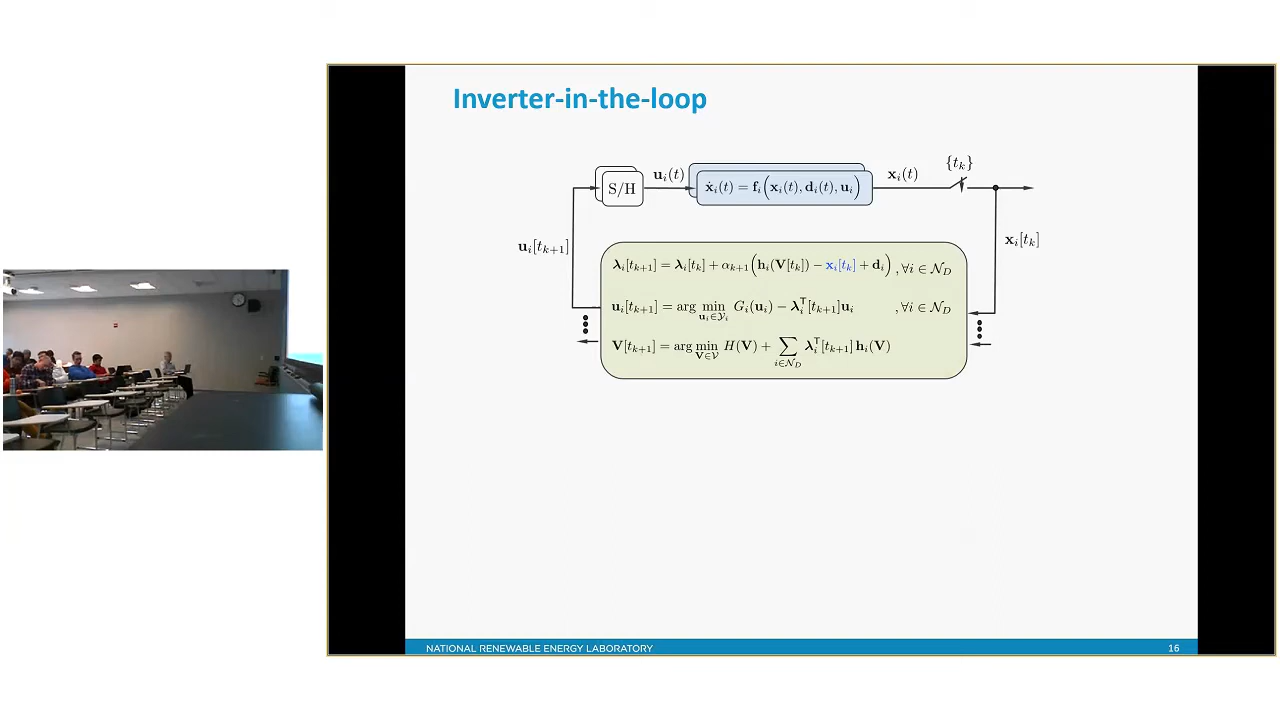 Inverter-in-the-loop
{t_k}
u_i(t)
x_i(t)
S/H
ẋ_i(t) = f_i(x_i(t), d_i(t), u_i)
u_i[t_{k+1}]
x_i[t_k]
λ_i[t_{k+1}] = λ_i[t_k] + α_{k+1}(h_i(V[t_k]) − x_i[t_k] + d_i) , ∀i ∈ N_D
u_i[t_{k+1}] = arg min_{u_i∈Y_i} G_i(u_i) − λ_i^T[t_{k+1}]u_i , ∀i ∈ N_D
V[t_{k+1}] = arg min_{V∈V} H(V) + ∑_{i∈N_D} λ_i^T[t_{k+1}] h_i(V)
NATIONAL RENEWABLE ENERGY LABORATORY 16